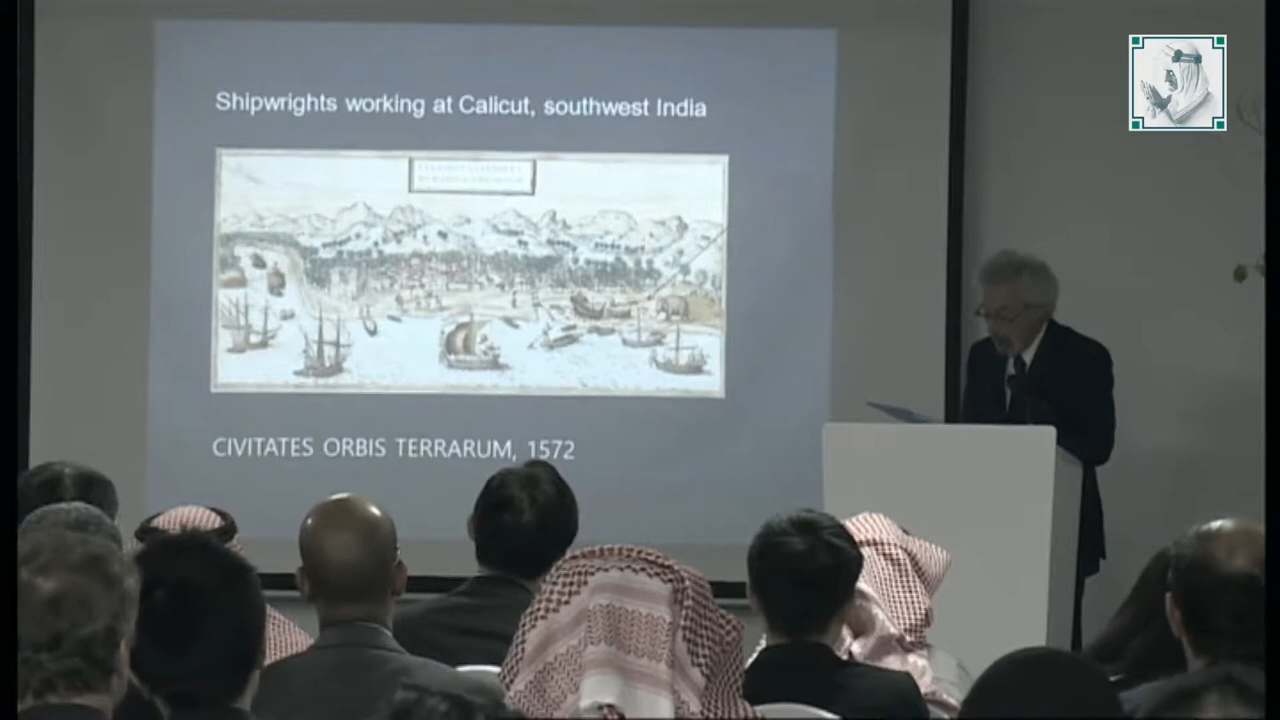 Shipwrights working at Calicut, southwest India
CIVITATES ORBIS TERRARUM, 1572